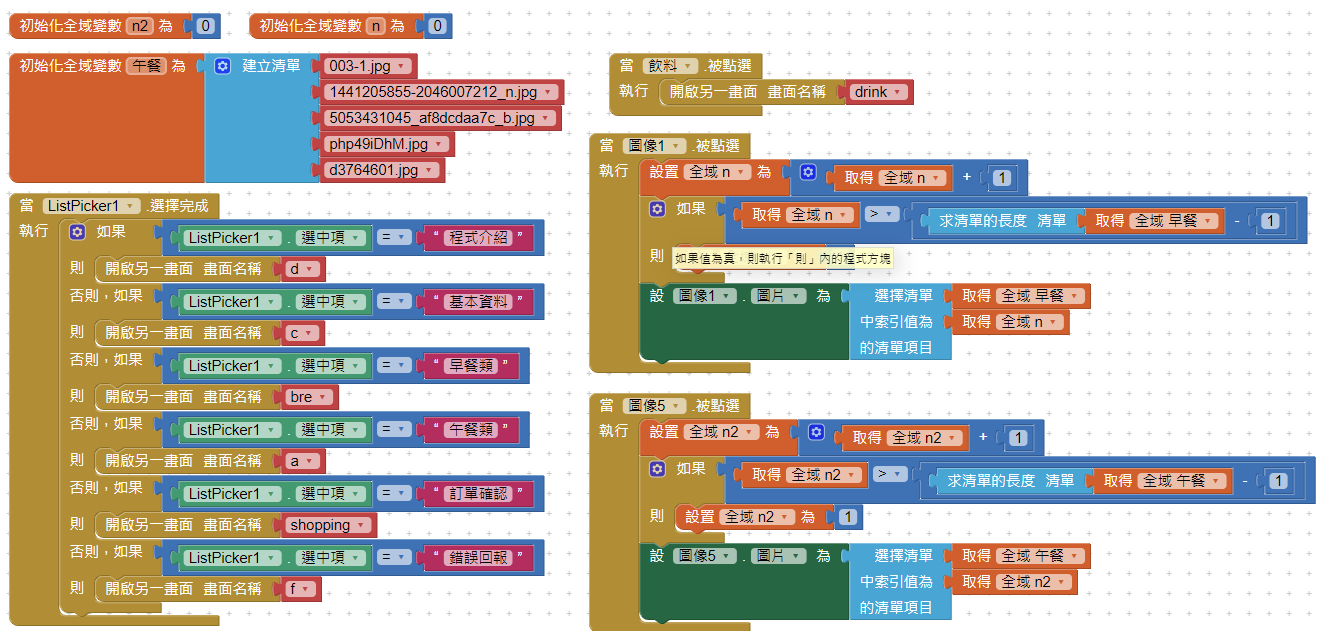 初始化全域變數 n2 為 0
初始化全域變數 n 為 0
初始化全域變數 午餐 為 建立清單 003-1.jpg
1441205855-2046007212_n.jpg
5053431045_af8dcdaa7c_b.jpg
php49iDhM.jpg
d3764601.jpg
當 ListPicker1 .選擇完成
執行 如果 ListPicker1 . 選中項 = “ 程式介紹 ”
則 開啟另一畫面 畫面名稱 d
否則,如果 ListPicker1 . 選中項 = “ 基本資料 ”
則 開啟另一畫面 畫面名稱 c
否則,如果 ListPicker1 . 選中項 = “ 早餐類 ”
則 開啟另一畫面 畫面名稱 bre
否則,如果 ListPicker1 . 選中項 = “ 午餐類 ”
則 開啟另一畫面 畫面名稱 a
否則,如果 ListPicker1 . 選中項 = “ 訂單確認 ”
則 開啟另一畫面 畫面名稱 shopping
否則,如果 ListPicker1 . 選中項 = “ 錯誤回報 ”
則 開啟另一畫面 畫面名稱 f
當 飲料 .被點選
執行 開啟另一畫面 畫面名稱 drink
當 圖像1 .被點選
執行 設置 全域 n 為 取得 全域 n + 1
如果 取得 全域 n > 求清單的長度 清單 取得 全域 早餐 - 1
則 如果值為真,則執行「則」內的程式方塊
設 圖像1 . 圖片 為 選擇清單 取得 全域 早餐
中索引值為 取得 全域 n
的清單項目
當 圖像5 .被點選
執行 設置 全域 n2 為 取得 全域 n2 + 1
如果 取得 全域 n2 > 求清單的長度 清單 取得 全域 午餐 - 1
則 設置 全域 n2 為 1
設 圖像5 . 圖片 為 選擇清單 取得 全域 午餐
中索引值為 取得 全域 n2
的清單項目